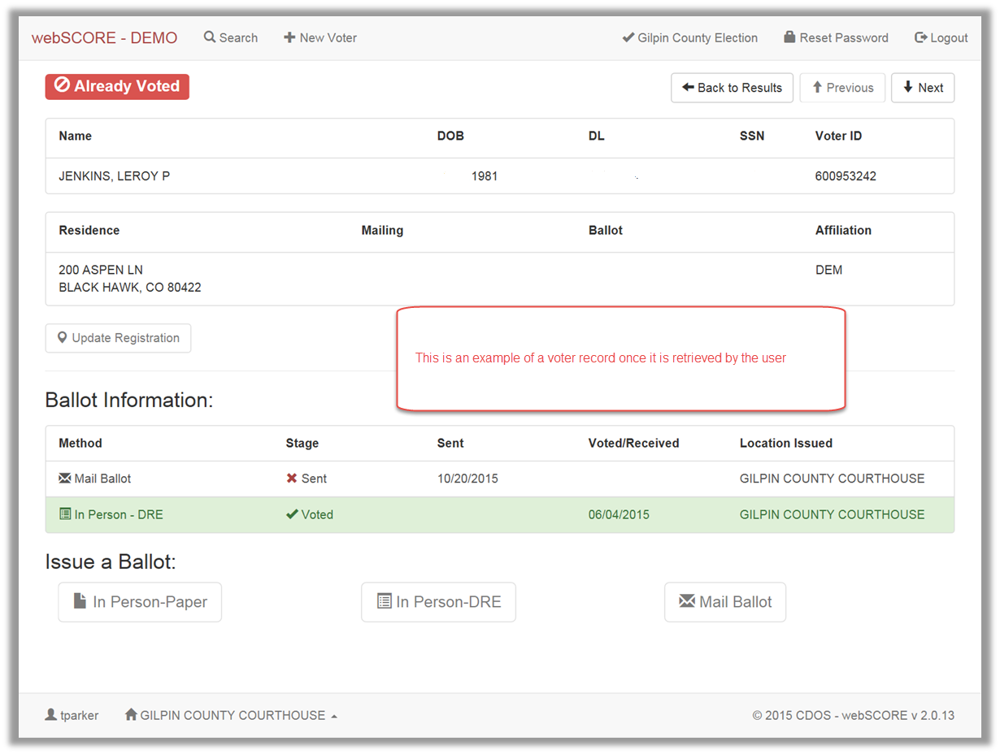 webSCORE - DEMO Search New Voter Gilpin County Election Reset Password Logout
Already Voted Back to Results Previous Next
Name DOB DL SSN Voter ID
JENKINS, LEROY P 1981 600953242
Residence Mailing Ballot Affiliation
200 ASPEN LN DEM
BLACK HAWK, CO 80422
Update Registration
This is an example of a voter record once it is retrieved by the user
Ballot Information:
Method Stage Sent Voted/Received Location Issued
Mail Ballot Sent 10/20/2015 GILPIN COUNTY COURTHOUSE
In Person - DRE Voted 06/04/2015 GILPIN COUNTY COURTHOUSE
Issue a Ballot:
In Person-Paper In Person-DRE Mail Ballot
tparker GILPIN COUNTY COURTHOUSE © 2015 CDOS - webSCORE v 2.0.13